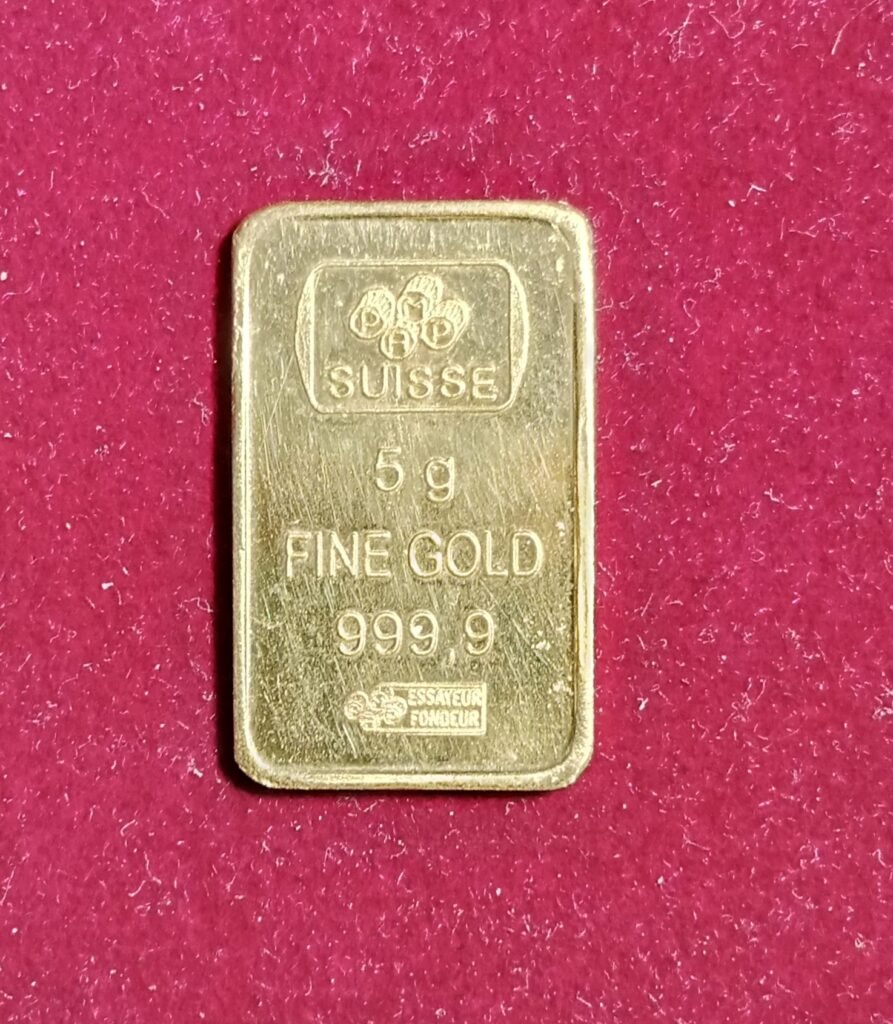 PAMP
SUISSE
5 g
FINE GOLD
999,9
ESSAYEUR
FONDEUR